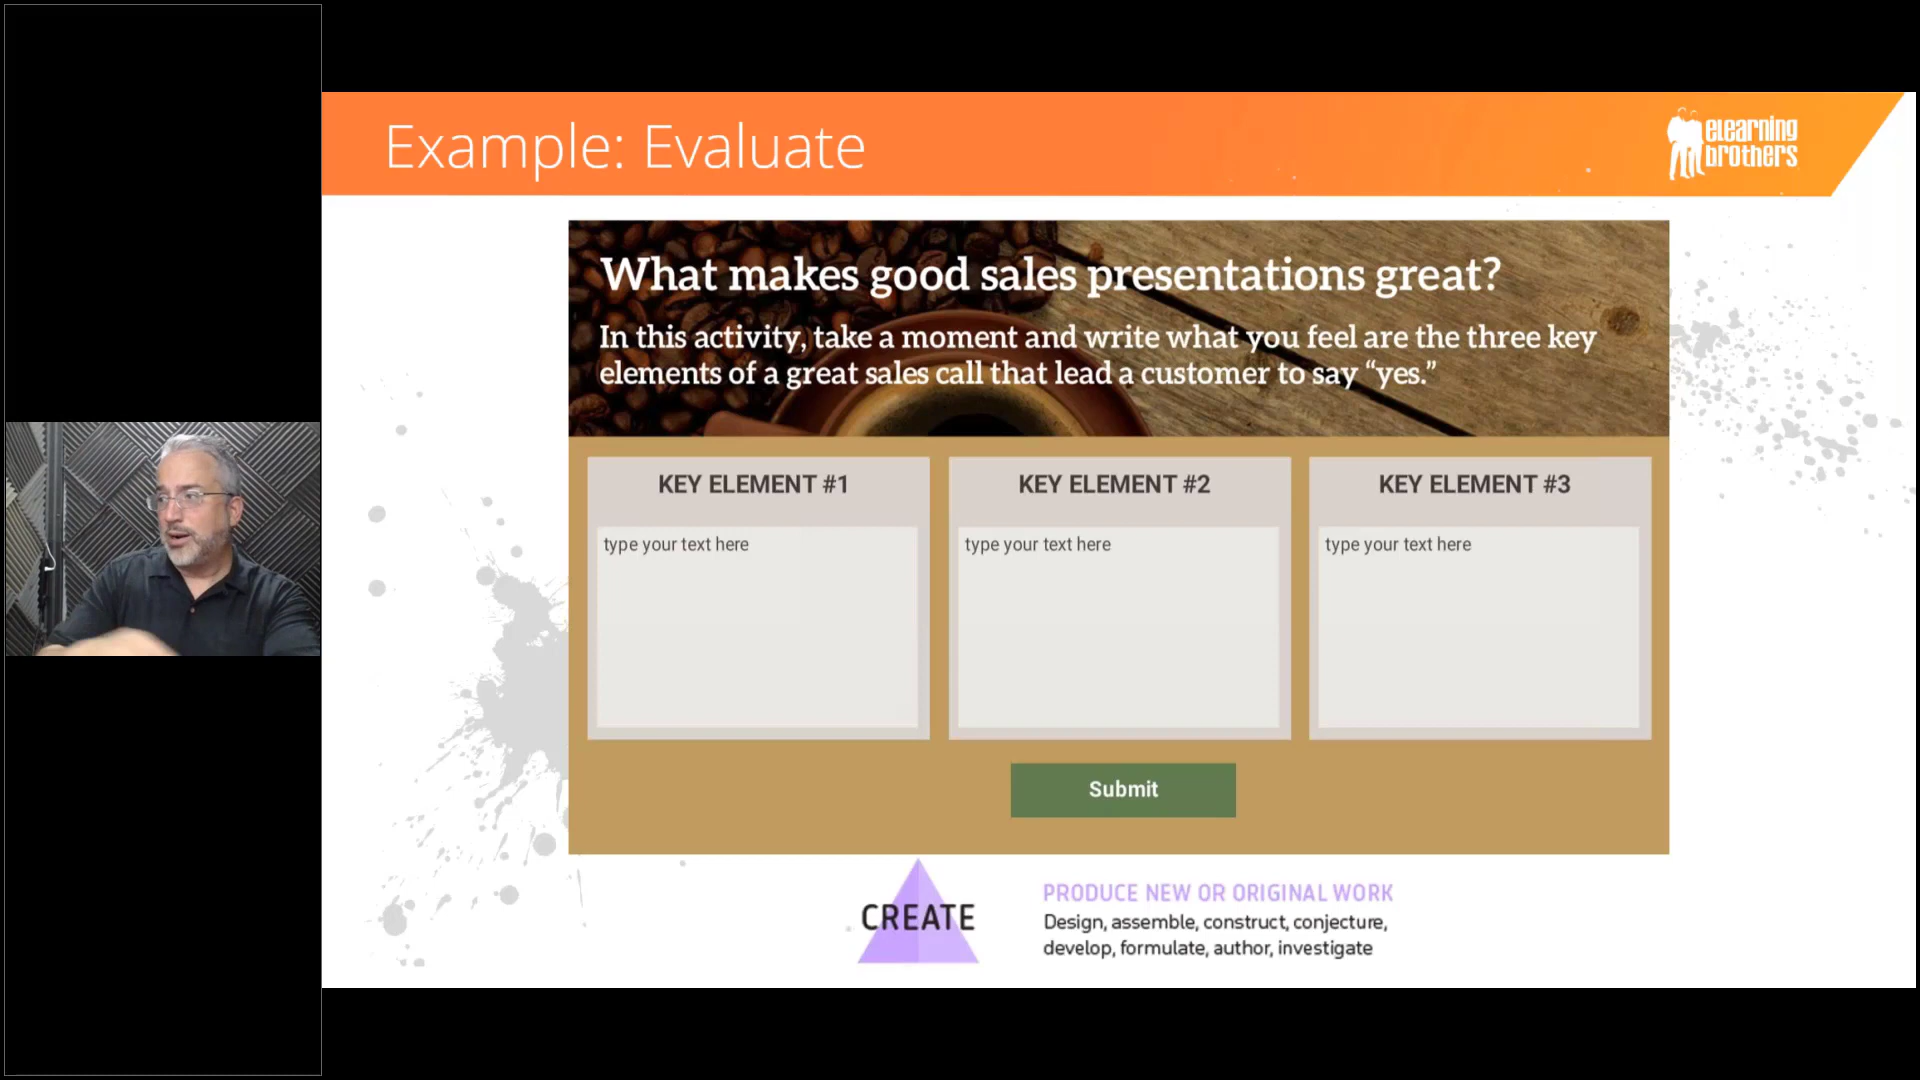 Example: Evaluate
elearning
brothers
What makes good sales presentations great?
In this activity, take a moment and write what you feel are the three key
elements of a great sales call that lead a customer to say “yes.”
KEY ELEMENT #1
type your text here
KEY ELEMENT #2
type your text here
KEY ELEMENT #3
type your text here
Submit
CREATE
PRODUCE NEW OR ORIGINAL WORK
Design, assemble, construct, conjecture,
develop, formulate, author, investigate